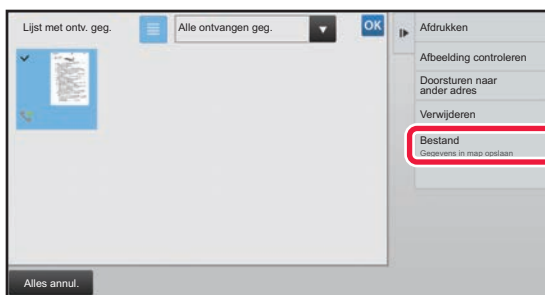 Lijst met ontv. geg.
Alle ontvangen geg.
OK
Afdrukken
Afbeelding controleren
Doorsturen naar
ander adres
Verwijderen
Bestand
Gegevens in map opslaan
Alles annul.